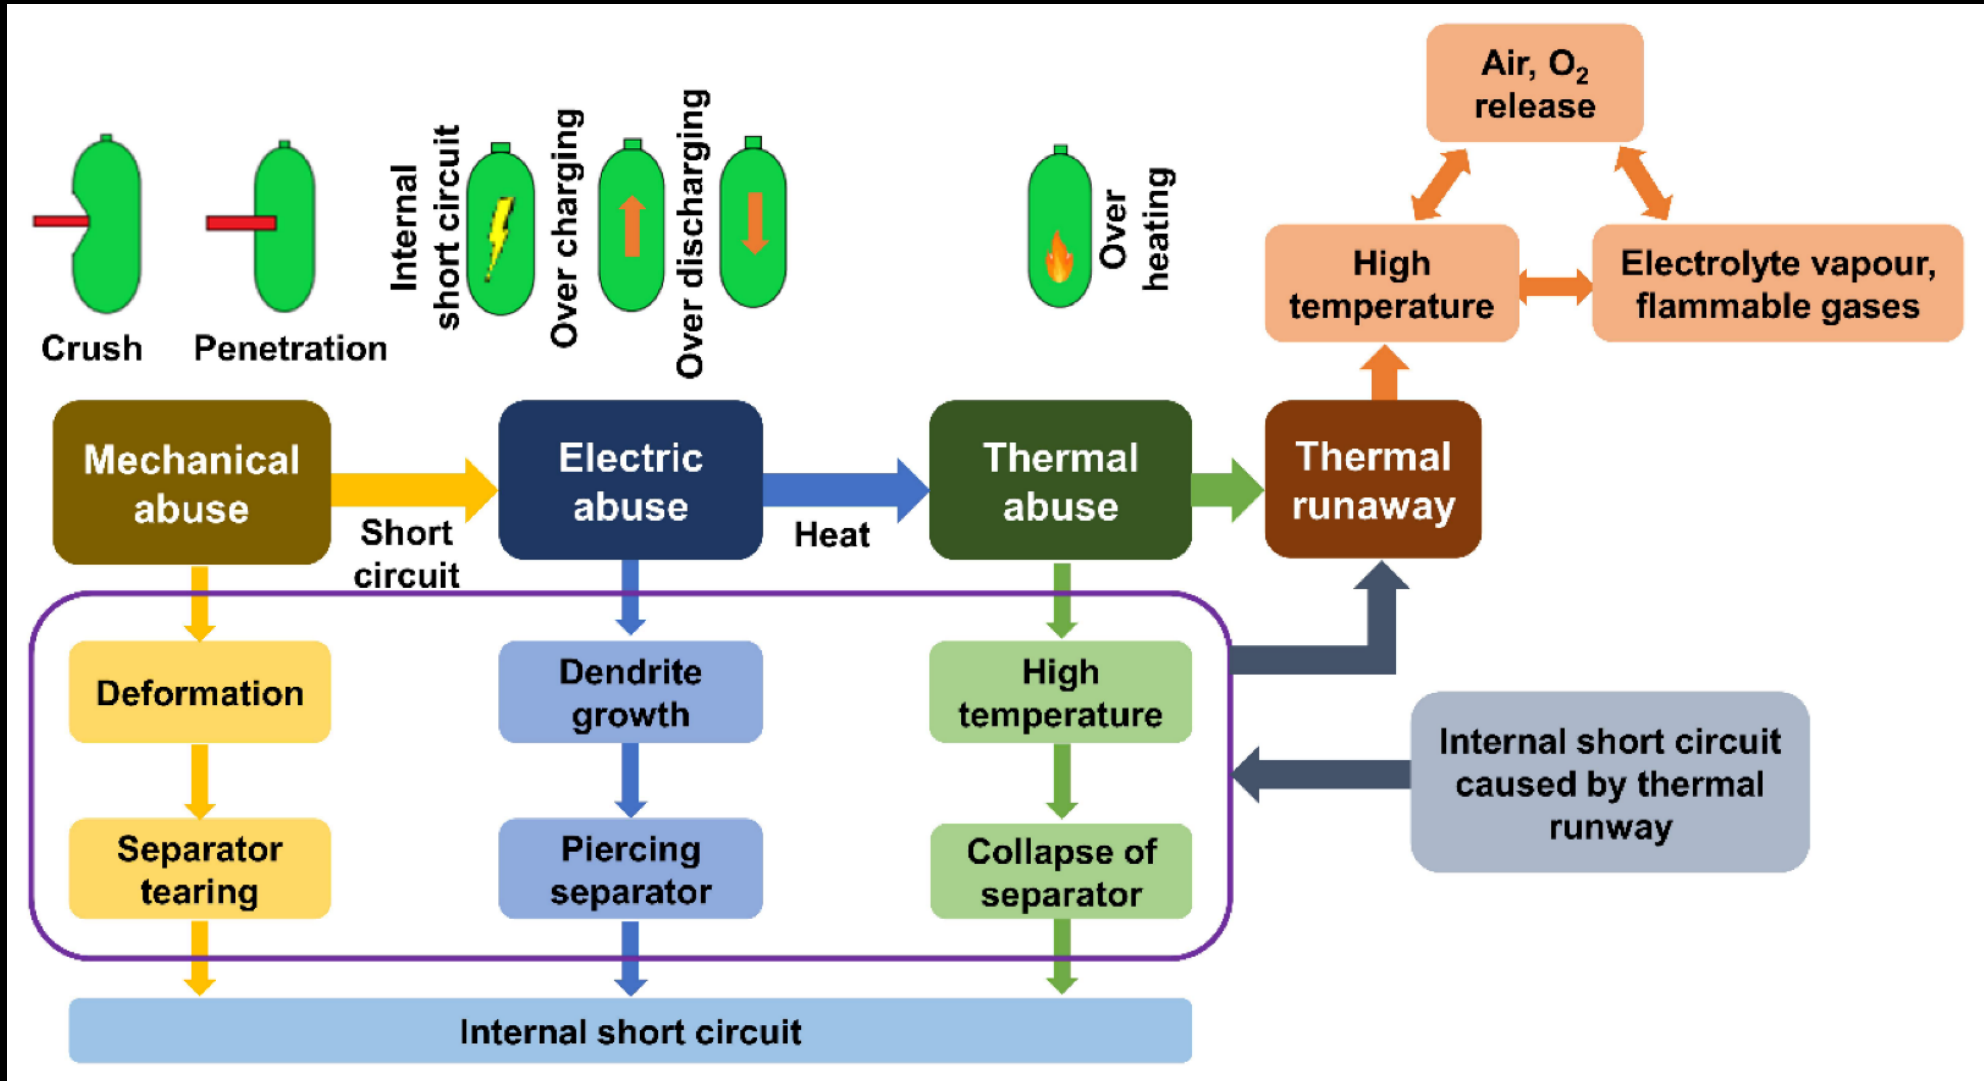 Air, O₂
release
Internal
short circuit
Over charging
Over discharging
Over
heating
Crush
Penetration
High
temperature
Electrolyte vapour,
flammable gases
Mechanical
abuse
Short
circuit
Electric
abuse
Heat
Thermal
abuse
Thermal
runaway
Deformation
Dendrite
growth
High
temperature
Internal short circuit
caused by thermal
runway
Separator
tearing
Piercing
separator
Collapse of
separator
Internal short circuit